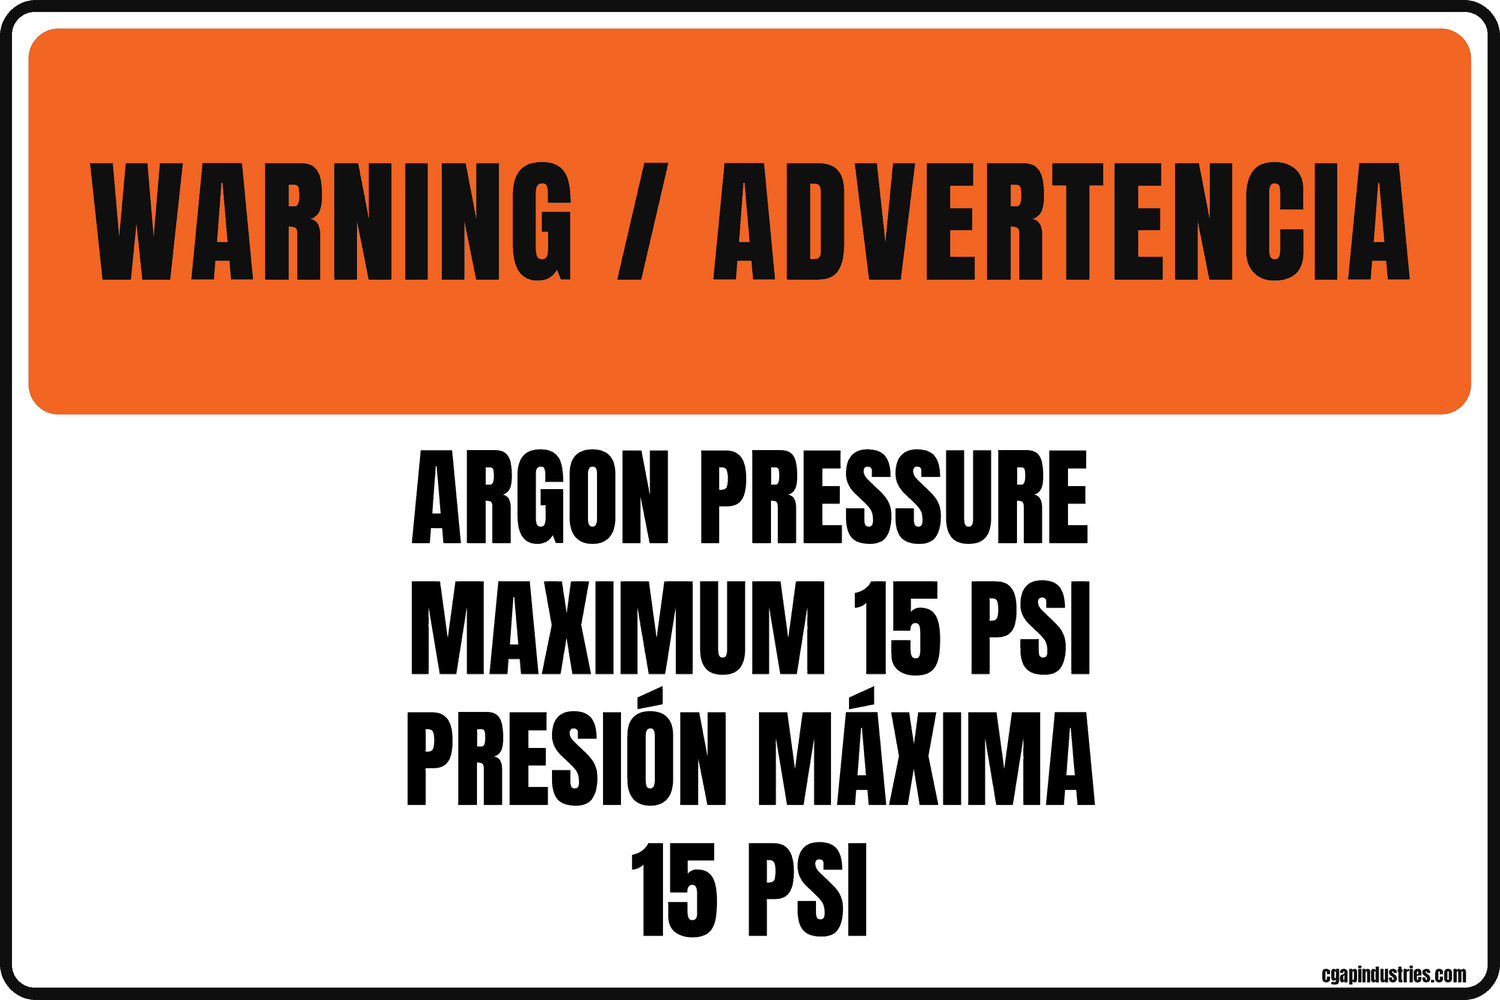 WARNING / ADVERTENCIA
ARGON PRESSURE
MAXIMUM 15 PSI
PRESIÓN MÁXIMA
15 PSI
cgapindustries.com